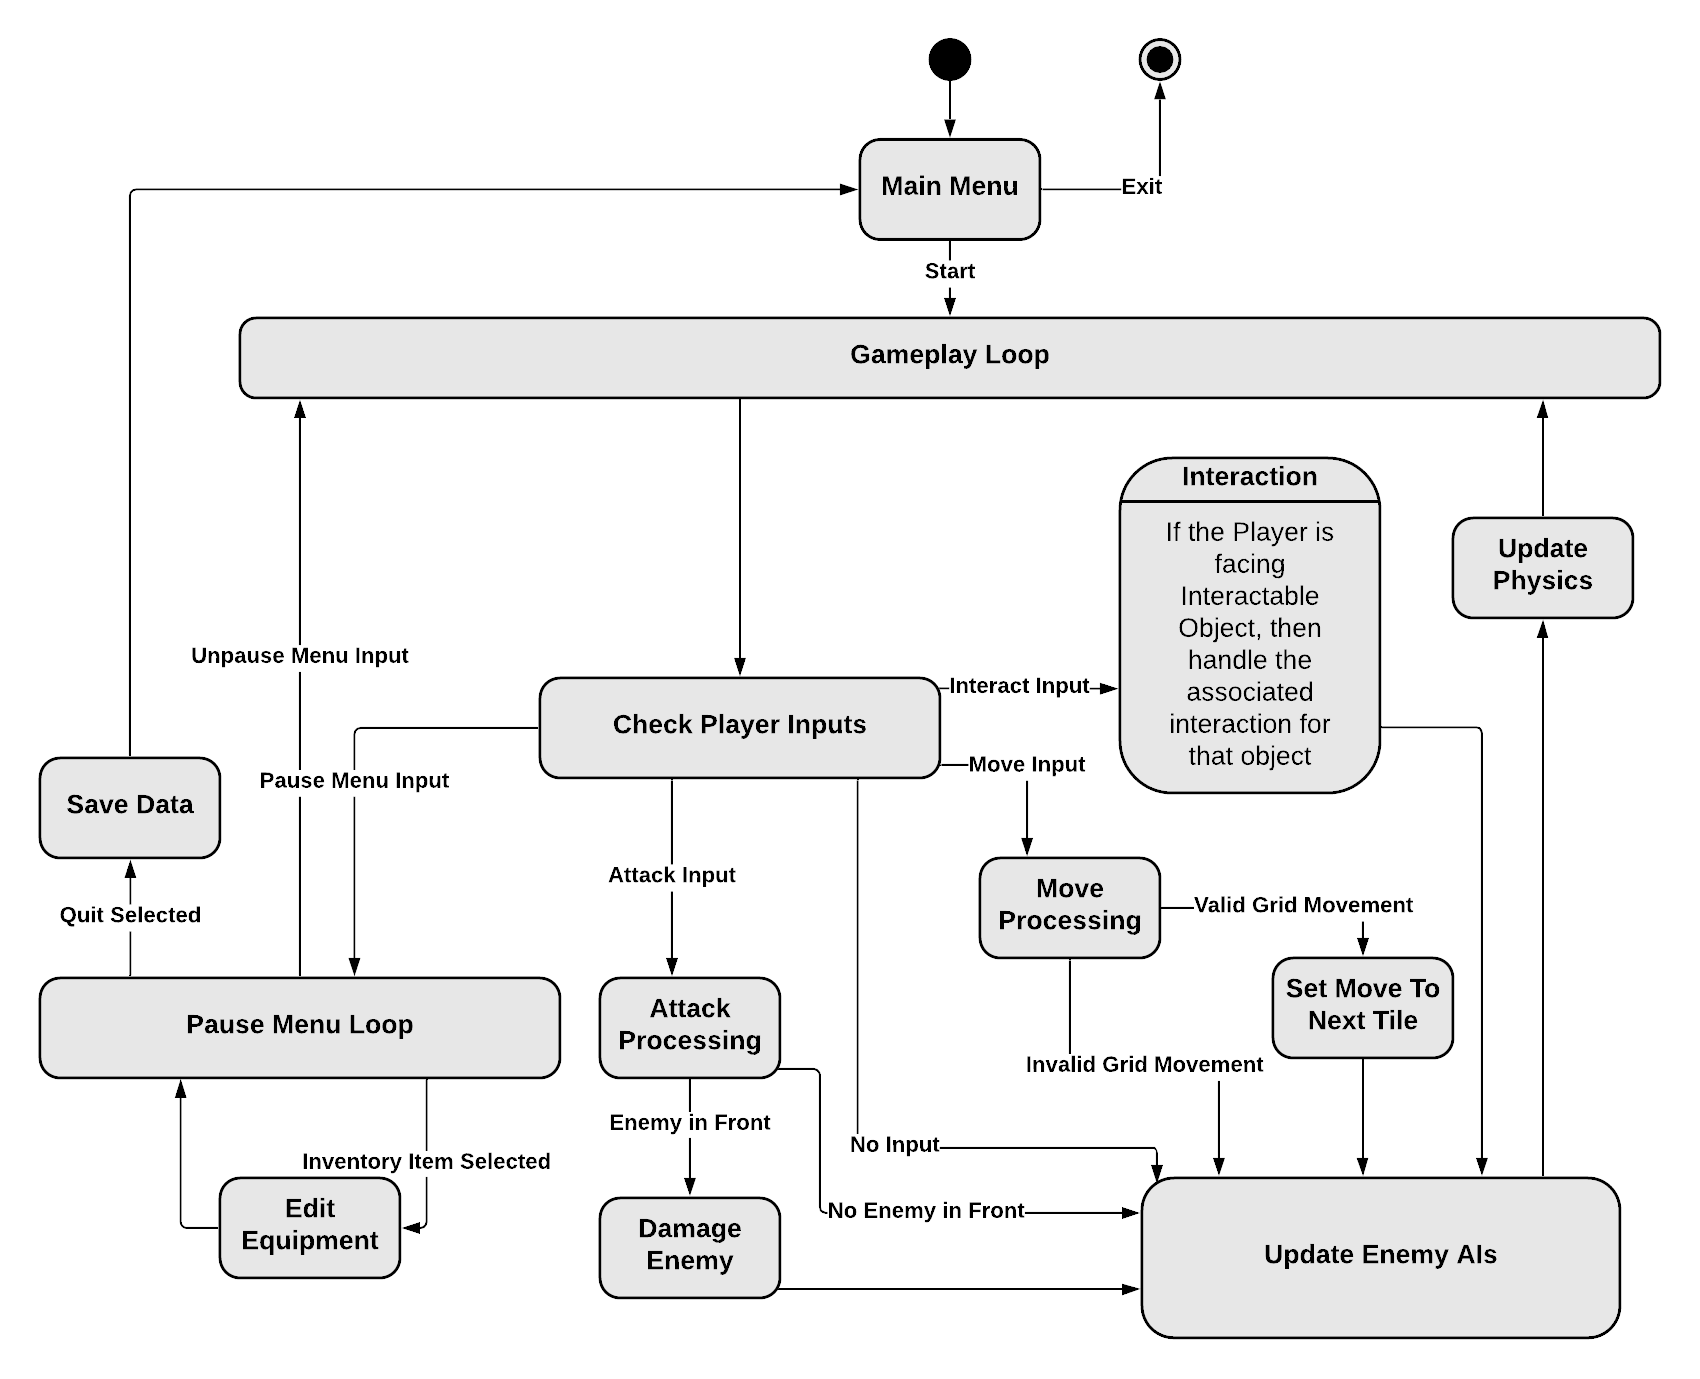 Main Menu
Exit
Start
Gameplay Loop
Interaction
If the Player is
facing
Interactable
Object, then
handle the
associated
interaction for
that object
Update
Physics
Unpause Menu Input
Interact Input
Check Player Inputs
Move Input
Pause Menu Input
Save Data
Attack Input
Move
Processing
Valid Grid Movement
Quit Selected
Set Move To
Next Tile
Pause Menu Loop
Attack
Processing
Invalid Grid Movement
Enemy in Front
No Input
Inventory Item Selected
Edit
Equipment
No Enemy in Front
Damage
Enemy
Update Enemy AIs